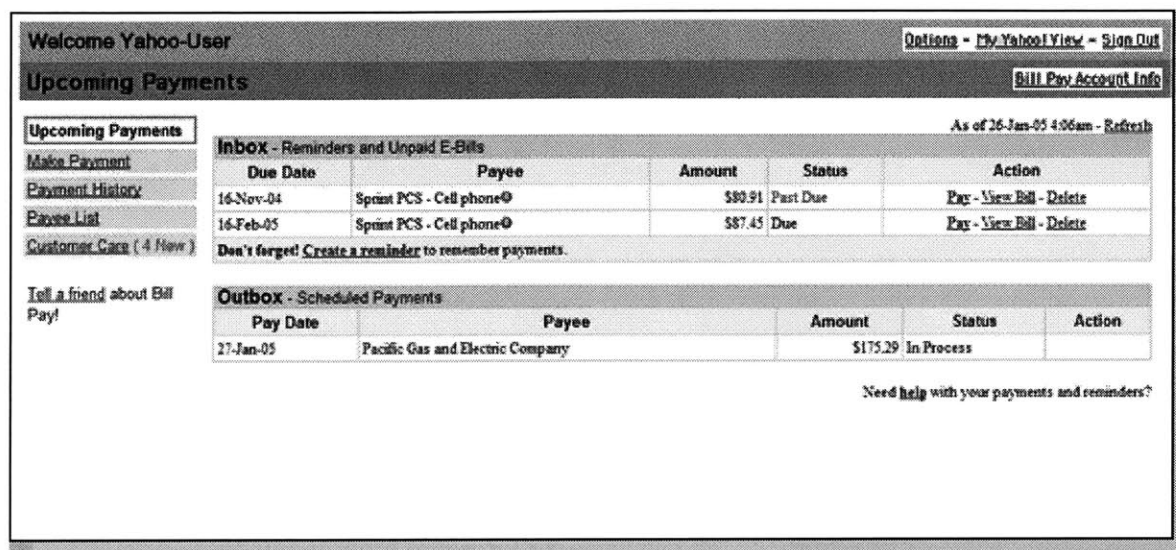 Welcome Yahoo-User
Options - My Yahoo! View - Sign Out
Upcoming Payments
Bill Pay Account Info
Upcoming Payments
Make Payment
Payment History
Payee List
Customer Care ( 4 New )
Tell a friend about Bill
Pay!
As of 26-Jan-05 4:06am - Refresh
Inbox - Reminders and Unpaid E-Bills
Due Date Payee Amount Status Action
16-Nov-04 Sprint PCS - Cell phone $80.91 Past Due Pay - View Bill - Delete
16-Feb-05 Sprint PCS - Cell phone $87.45 Due Pay - View Bill - Delete
Don't forget! Create a reminder to remember payments.
Outbox - Scheduled Payments
Pay Date Payee Amount Status Action
27-Jan-05 Pacific Gas and Electric Company $175.29 In Process
Need help with your payments and reminders?